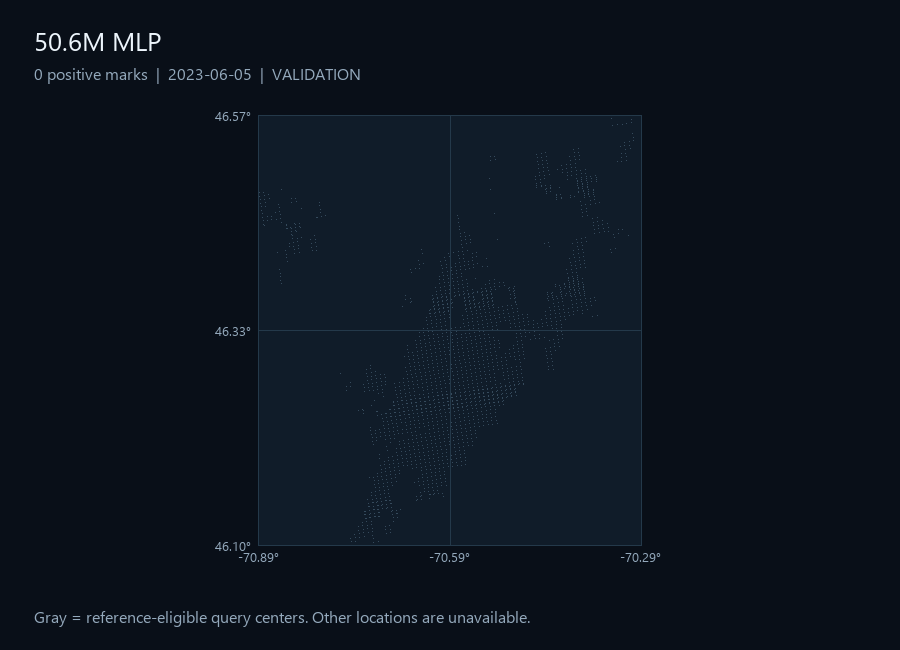 50.6M MLP
0 positive marks | 2023-06-05 | VALIDATION
46.57°
46.33°
46.10°
-70.89° -70.59° -70.29°
Gray = reference-eligible query centers. Other locations are unavailable.